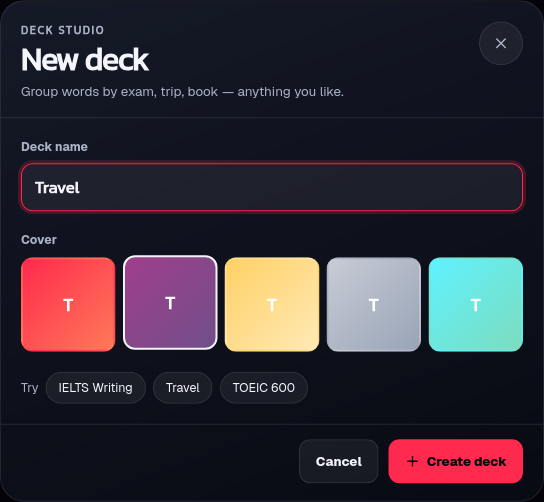 DECK STUDIO
New deck
Group words by exam, trip, book — anything you like.
Deck name
Travel
Cover
T T T T T
Try IELTS Writing Travel TOEIC 600
Cancel + Create deck